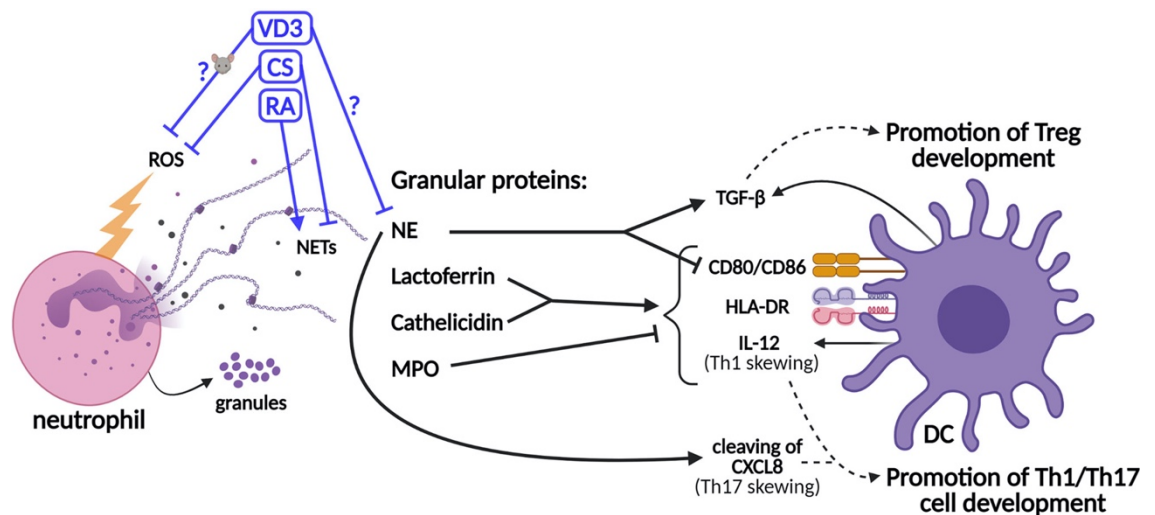 VD3
?
CS
?
RA
ROS
NETs
neutrophil
granules
Granular proteins:
NE
Lactoferrin
Cathelicidin
MPO
TGF-β
CD80/CD86
HLA-DR
IL-12
(Th1 skewing)
cleaving of
CXCL8
(Th17 skewing)
Promotion of Treg
development
DC
Promotion of Th1/Th17
cell development